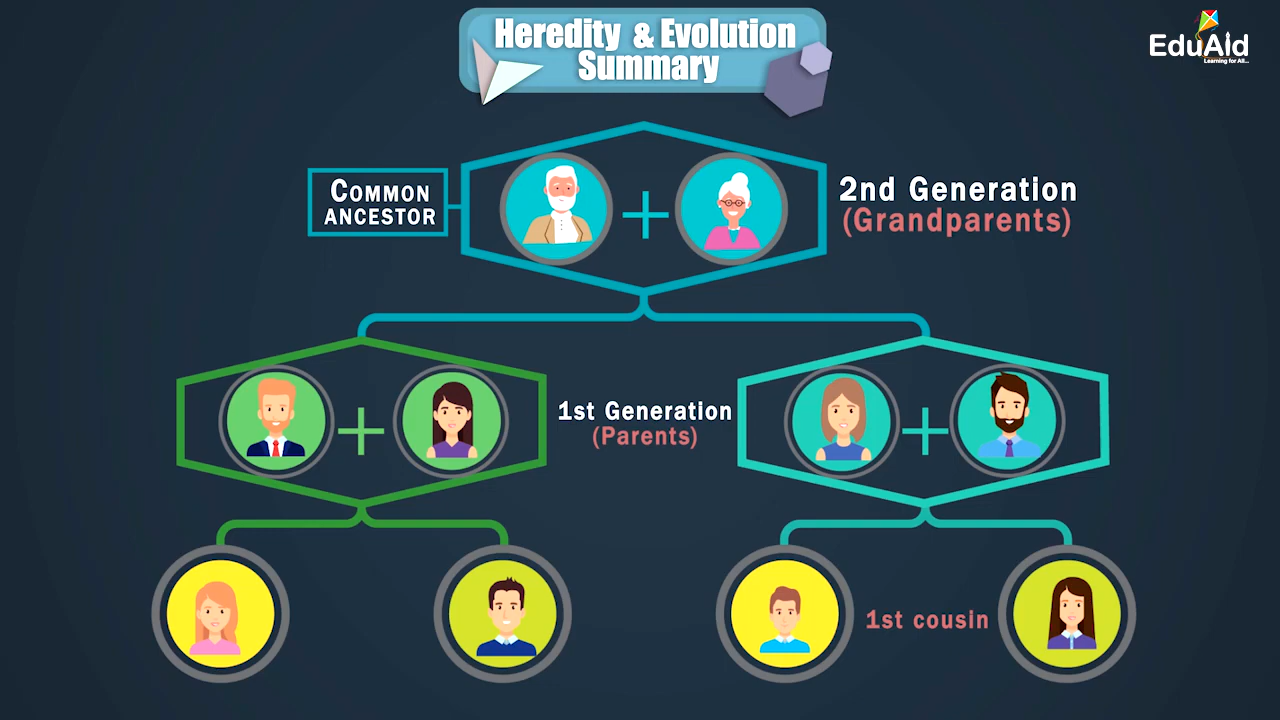 Heredity & Evolution
Summary
EduAid
Learning for All...
COMMON
ANCESTOR
2nd Generation
(Grandparents)
1st Generation
(Parents)
1st cousin